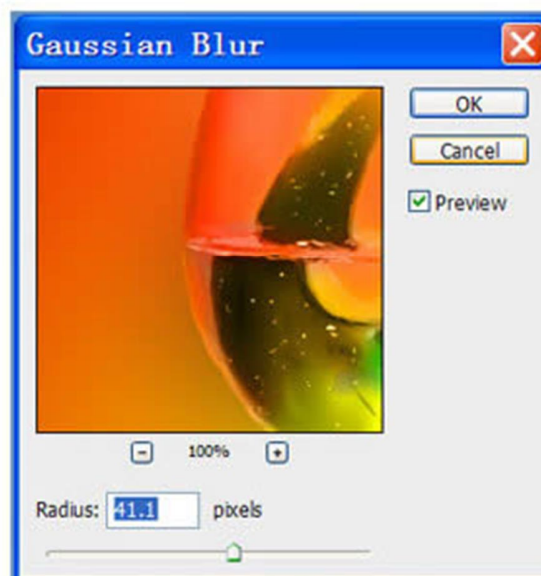 Gaussian Blur
OK
Cancel
Preview
100%
Radius: 41.1 pixels